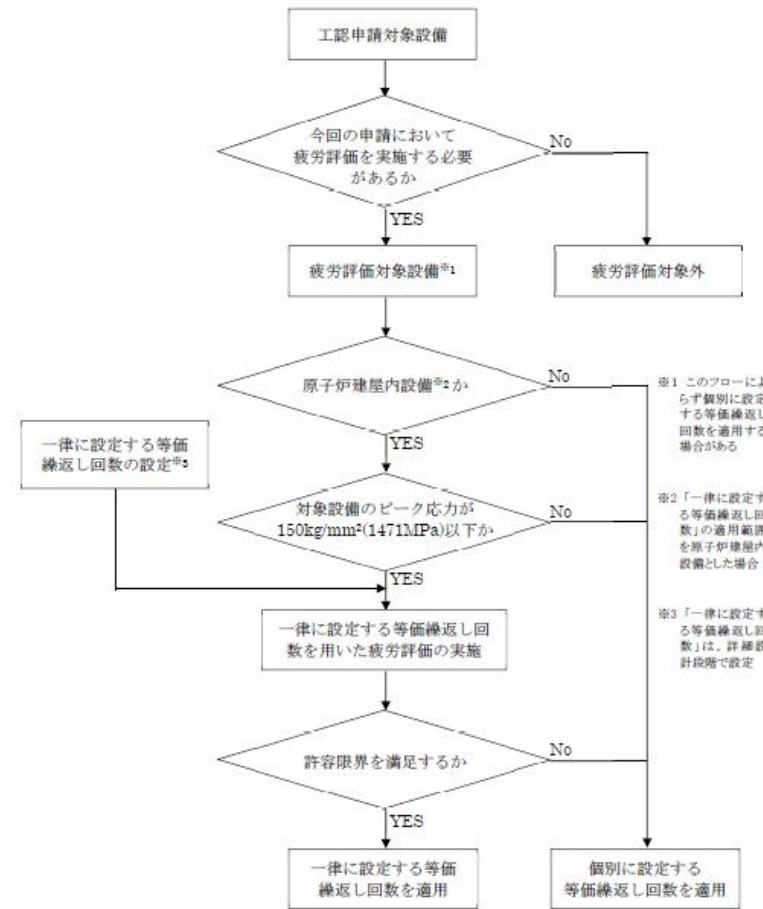 工認申請対象設備
今回の申請において
疲労評価を実施する必要
があるか
No
YES
疲労評価対象設備※1
疲労評価対象外
原子炉建屋内設備※2か
No
YES
※1 このフローによ
らず個別に設定
する等価繰返し
回数を適用する
場合がある
一律に設定する等価
繰返し回数の設定※3
対象設備のピーク応力が
150kg/mm²(1471MPa)以下か
No
YES
※2「一律に設定す
る等価繰返し回
数」の適用範囲
を原子炉建屋内
設備とした場合
一律に設定する等価繰返し回
数を用いた疲労評価の実施
※3「一律に設定す
る等価繰返し回
数」は，詳細設
計段階で設定
許容限界を満足するか
No
YES
一律に設定する等価
繰返し回数を適用
個別に設定する
等価繰返し回数を適用